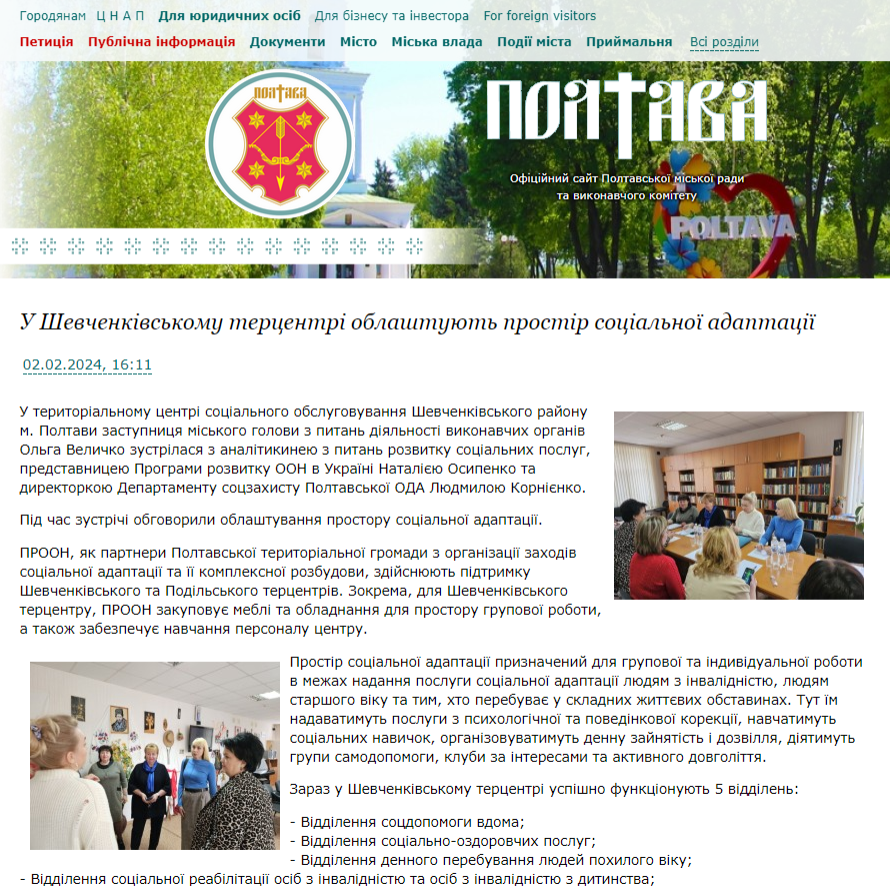 Городянам Ц Н А П Для юридичних осіб Для бізнесу та інвестора For foreign visitors
Петиція Публічна інформація Документи Місто Міська влада Події міста Приймальня Всі розділи
ПОЛТАВА
ПОЛТАВА
Офіційний сайт Полтавської міської ради
та виконавчого комітету
POLTAVA
У Шевченківському терцентрі облаштують простір соціальної адаптації
02.02.2024, 16:11
У територіальному центрі соціального обслуговування Шевченківського району
м. Полтави заступниця міського голови з питань діяльності виконавчих органів
Ольга Величко зустрілася з аналітикинею з питань розвитку соціальних послуг,
представницею Програми розвитку ООН в Україні Наталією Осипенко та
директоркою Департаменту соцзахисту Полтавської ОДА Людмилою Корнієнко.
Під час зустрічі обговорили облаштування простору соціальної адаптації.
ПРООН, як партнери Полтавської територіальної громади з організації заходів
соціальної адаптації та її комплексної розбудови, здійснюють підтримку
Шевченківського та Подільського терцентрів. Зокрема, для Шевченківського
терцентру, ПРООН закуповує меблі та обладнання для простору групової роботи,
а також забезпечує навчання персоналу центру.
Простір соціальної адаптації призначений для групової та індивідуальної роботи
в межах надання послуги соціальної адаптації людям з інвалідністю, людям
старшого віку та тим, хто перебуває у складних життєвих обставинах. Тут їм
надаватимуть послуги з психологічної та поведінкової корекції, навчатимуть
соціальних навичок, організовуватимуть денну зайнятість і дозвілля, діятимуть
групи самодопомоги, клуби за інтересами та активного довголіття.
Зараз у Шевченківському терцентрі успішно функціонують 5 відділень:
- Відділення соцдопомоги вдома;
- Відділення соціально-оздоровчих послуг;
- Відділення денного перебування людей похилого віку;
- Відділення соціальної реабілітації осіб з інвалідністю та осіб з інвалідністю з дитинства;